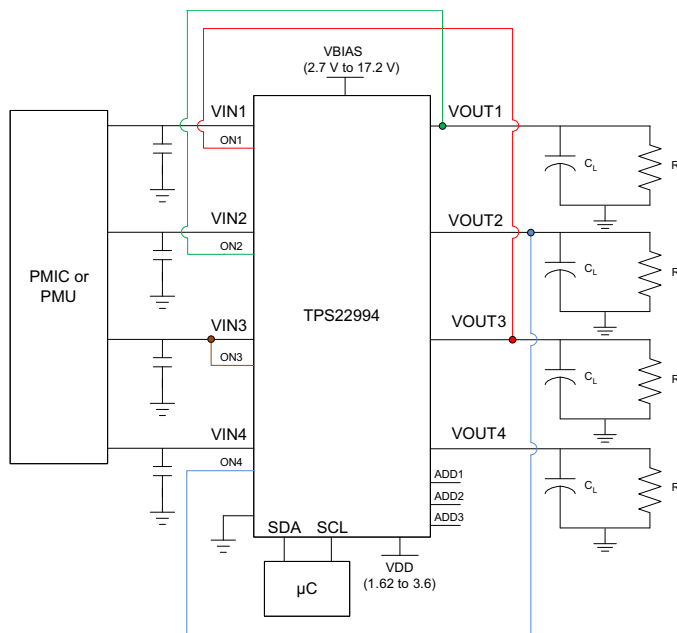 VBIAS
(2.7 V to 17.2 V)
VIN1
VOUT1
ON1
CL
R
VIN2
VOUT2
ON2
CL
R
PMIC or
PMU
TPS22994
VIN3
VOUT3
ON3
CL
R
VIN4
VOUT4
ON4
ADD1
CL
R
ADD2
ADD3
SDA
SCL
VDD
(1.62 to 3.6)
µC